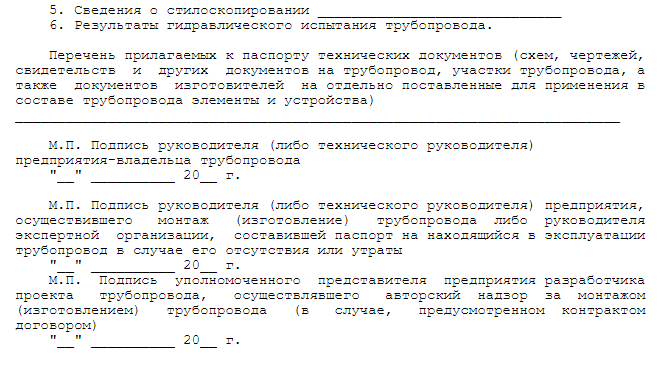 5. Сведения о стилоскопировании _____________________________
6. Результаты гидравлического испытания трубопровода.
Перечень прилагаемых к паспорту технических документов (схем, чертежей,
свидетельств и других документов на трубопровод, участки трубопровода, а
также документов изготовителей на отдельно поставленные для применения в
составе трубопровода элементы и устройства)
________________________________________________________________________
М.П. Подпись руководителя (либо технического руководителя)
предприятия-владельца трубопровода
"__" __________ 20__ г.
М.П. Подпись руководителя (либо технического руководителя) предприятия,
осуществившего монтаж (изготовление) трубопровода либо руководителя
экспертной организации, составившей паспорт на находящийся в эксплуатации
трубопровод в случае его отсутствия или утраты
"__" __________ 20__ г.
М.П. Подпись уполномоченного представителя предприятия разработчика
проекта трубопровода, осуществлявшего авторский надзор за монтажом
(изготовлением) трубопровода (в случае, предусмотренном контрактом
договором)
"__" __________ 20__ г.